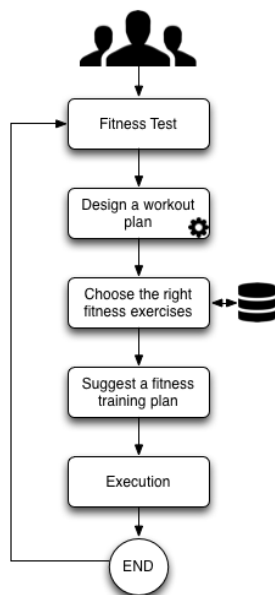 Fitness Test
Design a workout
plan
Choose the right
fitness exercises
Suggest a fitness
training plan
Execution
END